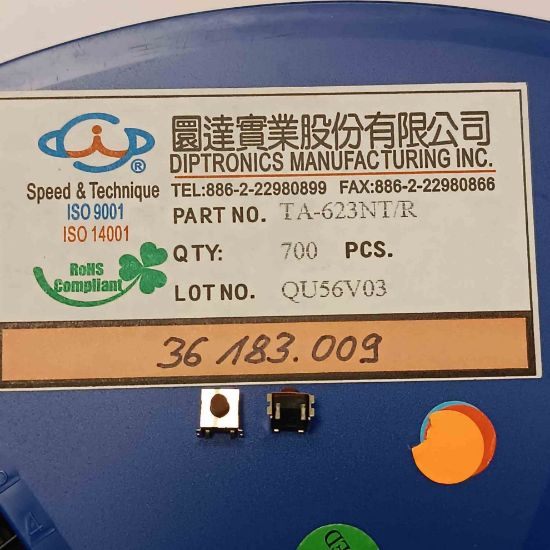 圜達實業股份有限公司
DIPTRONICS MANUFACTURING INC.
TEL:886-2-22980899 FAX:886-2-22980866
Speed & Technique
ISO 9001
ISO 14001
RoHS
Compliant
PART NO. TA-623NT/R
QTY: 700 PCS.
LOT NO. QU56V03
36 183.009